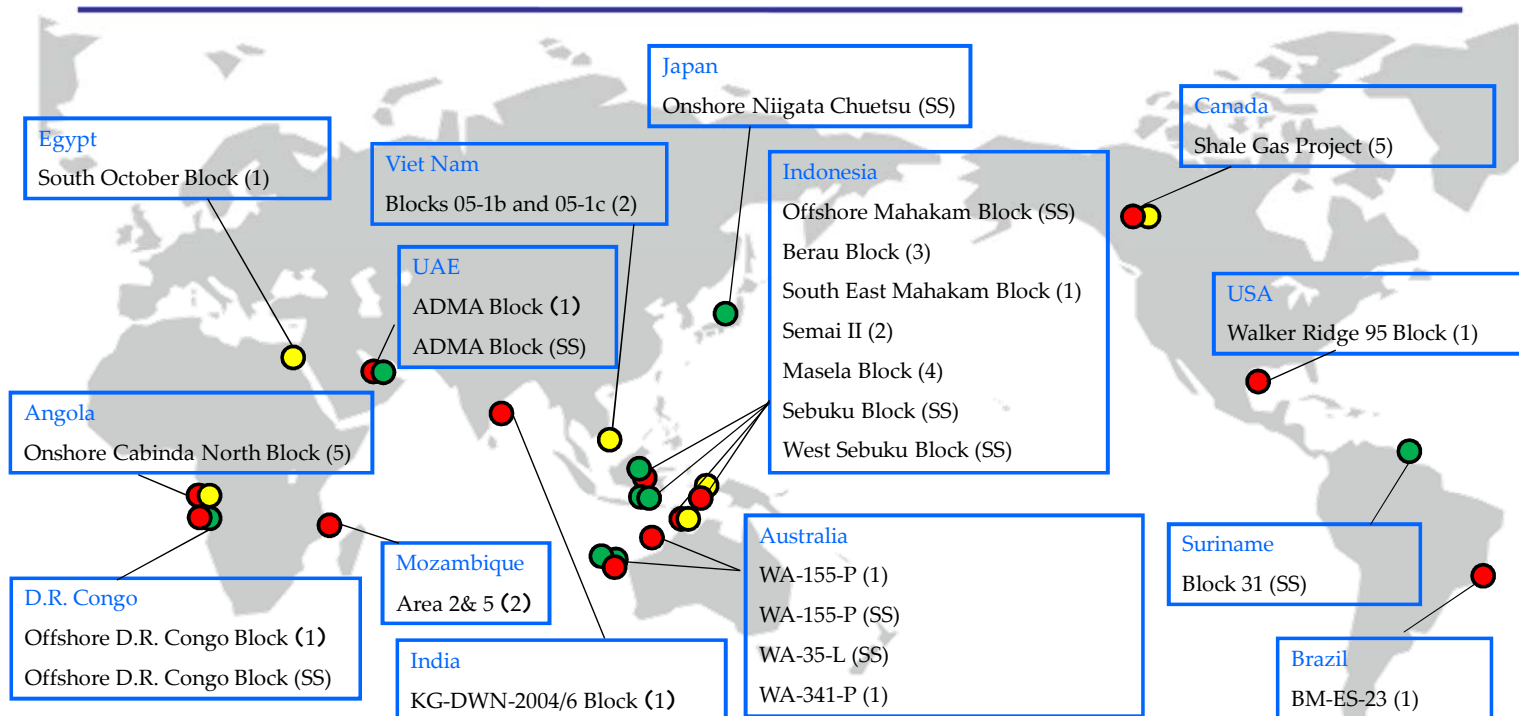 Japan
Onshore Niigata Chuetsu (SS)
Canada
Shale Gas Project (5)
Egypt
South October Block (1)
Viet Nam
Blocks 05-1b and 05-1c (2)
Indonesia
Offshore Mahakam Block (SS)
Berau Block (3)
South East Mahakam Block (1)
Semai II (2)
Masela Block (4)
Sebuku Block (SS)
West Sebuku Block (SS)
UAE
ADMA Block (1)
ADMA Block (SS)
USA
Walker Ridge 95 Block (1)
Angola
Onshore Cabinda North Block (5)
Mozambique
Area 2& 5 (2)
Australia
WA-155-P (1)
WA-155-P (SS)
WA-35-L (SS)
WA-341-P (1)
Suriname
Block 31 (SS)
D.R. Congo
Offshore D.R. Congo Block (1)
Offshore D.R. Congo Block (SS)
India
KG-DWN-2004/6 Block (1)
Brazil
BM-ES-23 (1)